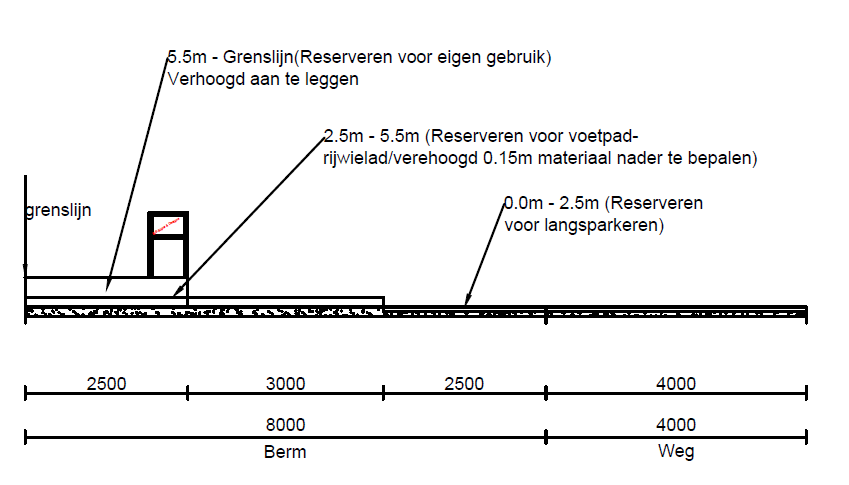 5.5m - Grenslijn(Reserveren voor eigen gebruik)
Verhoogd aan te leggen
2.5m - 5.5m (Reserveren voor voetpad-
rijwielad/verehoogd 0.15m materiaal nader te bepalen)
0.0m - 2.5m (Reserveren
voor langsparkeren)
grenslijn
2500
3000
2500
4000
8000
4000
Berm
Weg